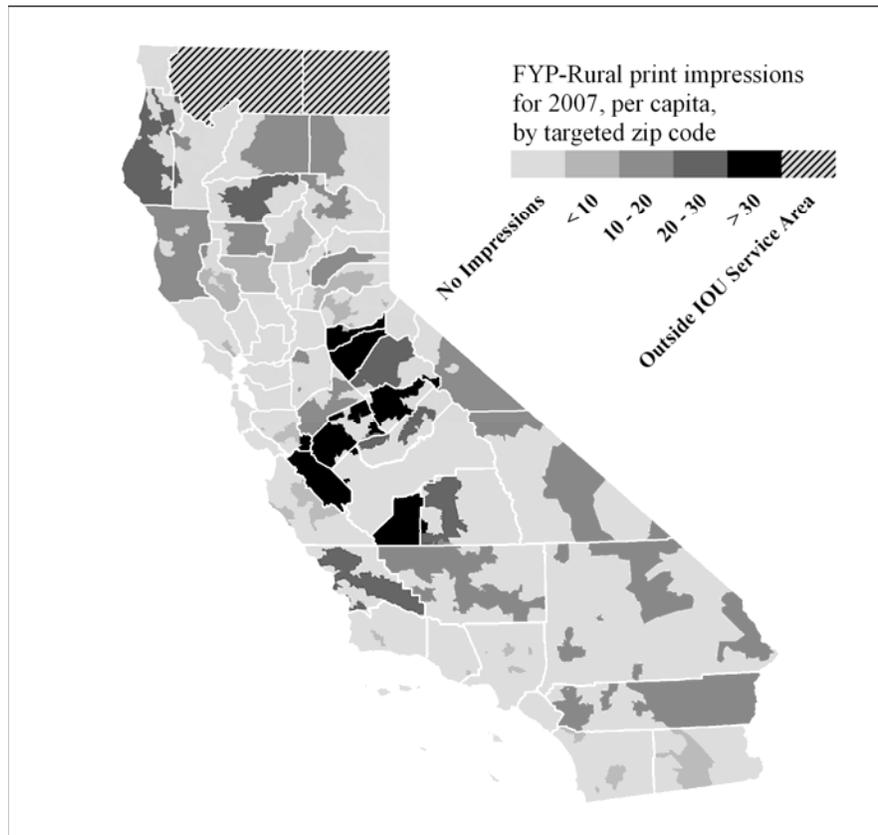 FYP-Rural print impressions
for 2007, per capita,
by targeted zip code
No Impressions
< 10
10 - 20
20 - 30
> 30
Outside IOU Service Area